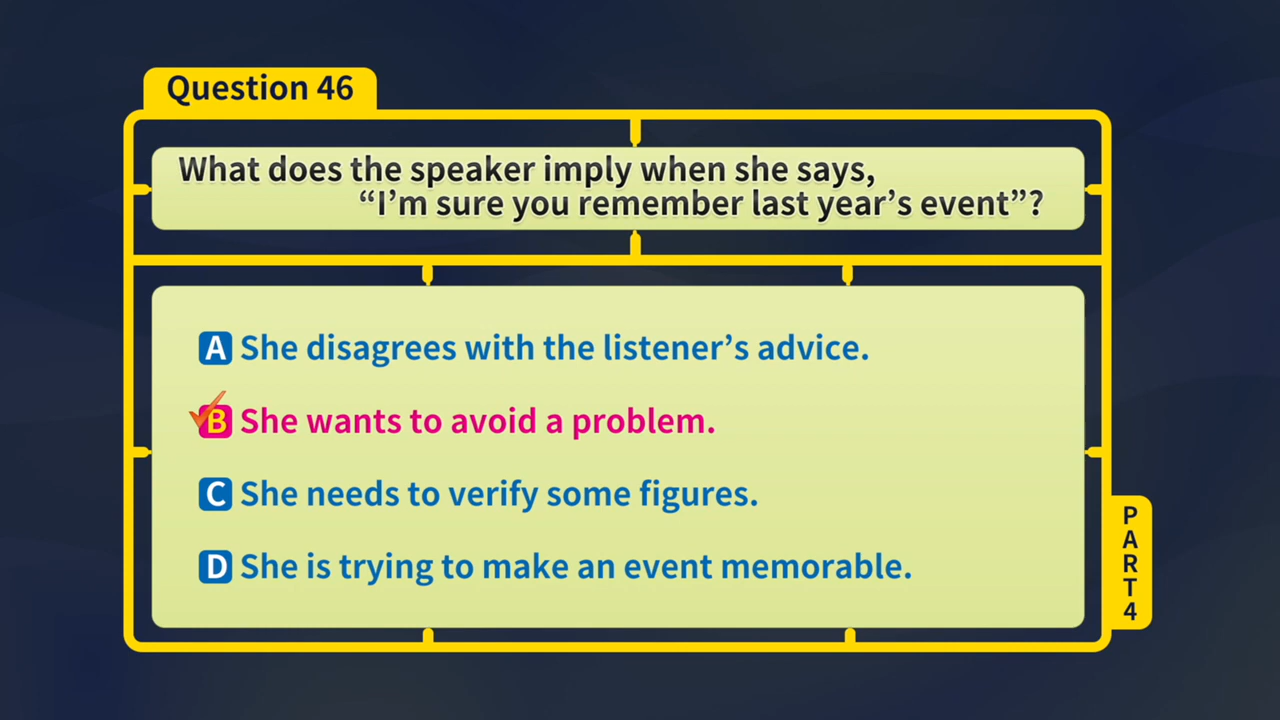 Question 46
What does the speaker imply when she says,
“I’m sure you remember last year’s event”?
A She disagrees with the listener’s advice.
B She wants to avoid a problem.
C She needs to verify some figures.
D She is trying to make an event memorable.
PART4